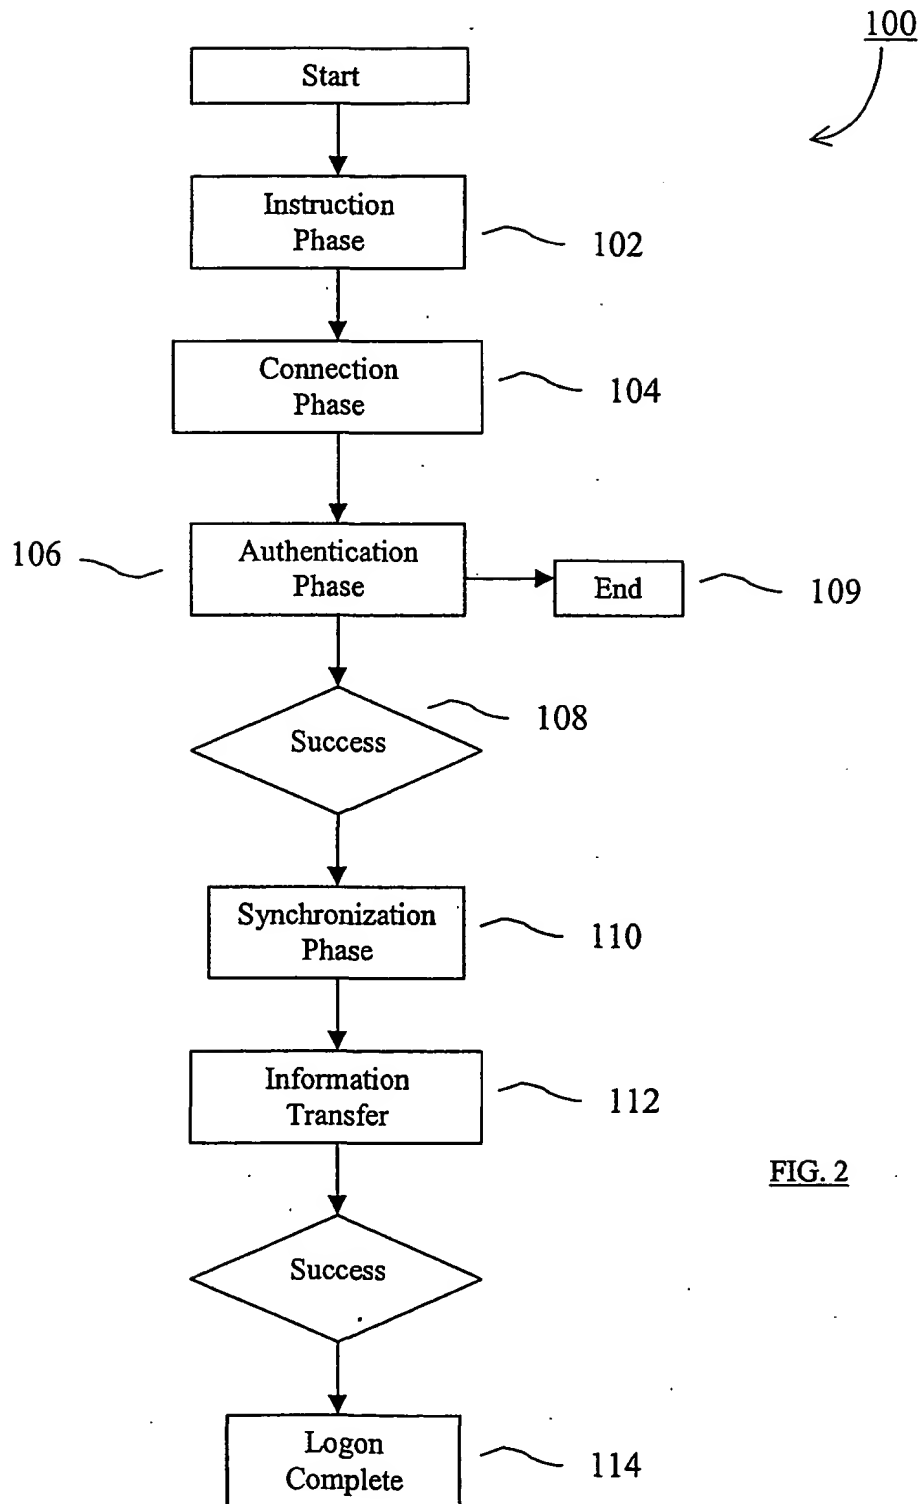 100
Start
Instruction
Phase
102
Connection
Phase
104
106
Authentication
Phase
End
109
Success
108
Synchronization
Phase
110
Information
Transfer
112
FIG. 2
Success
Logon
Complete
114